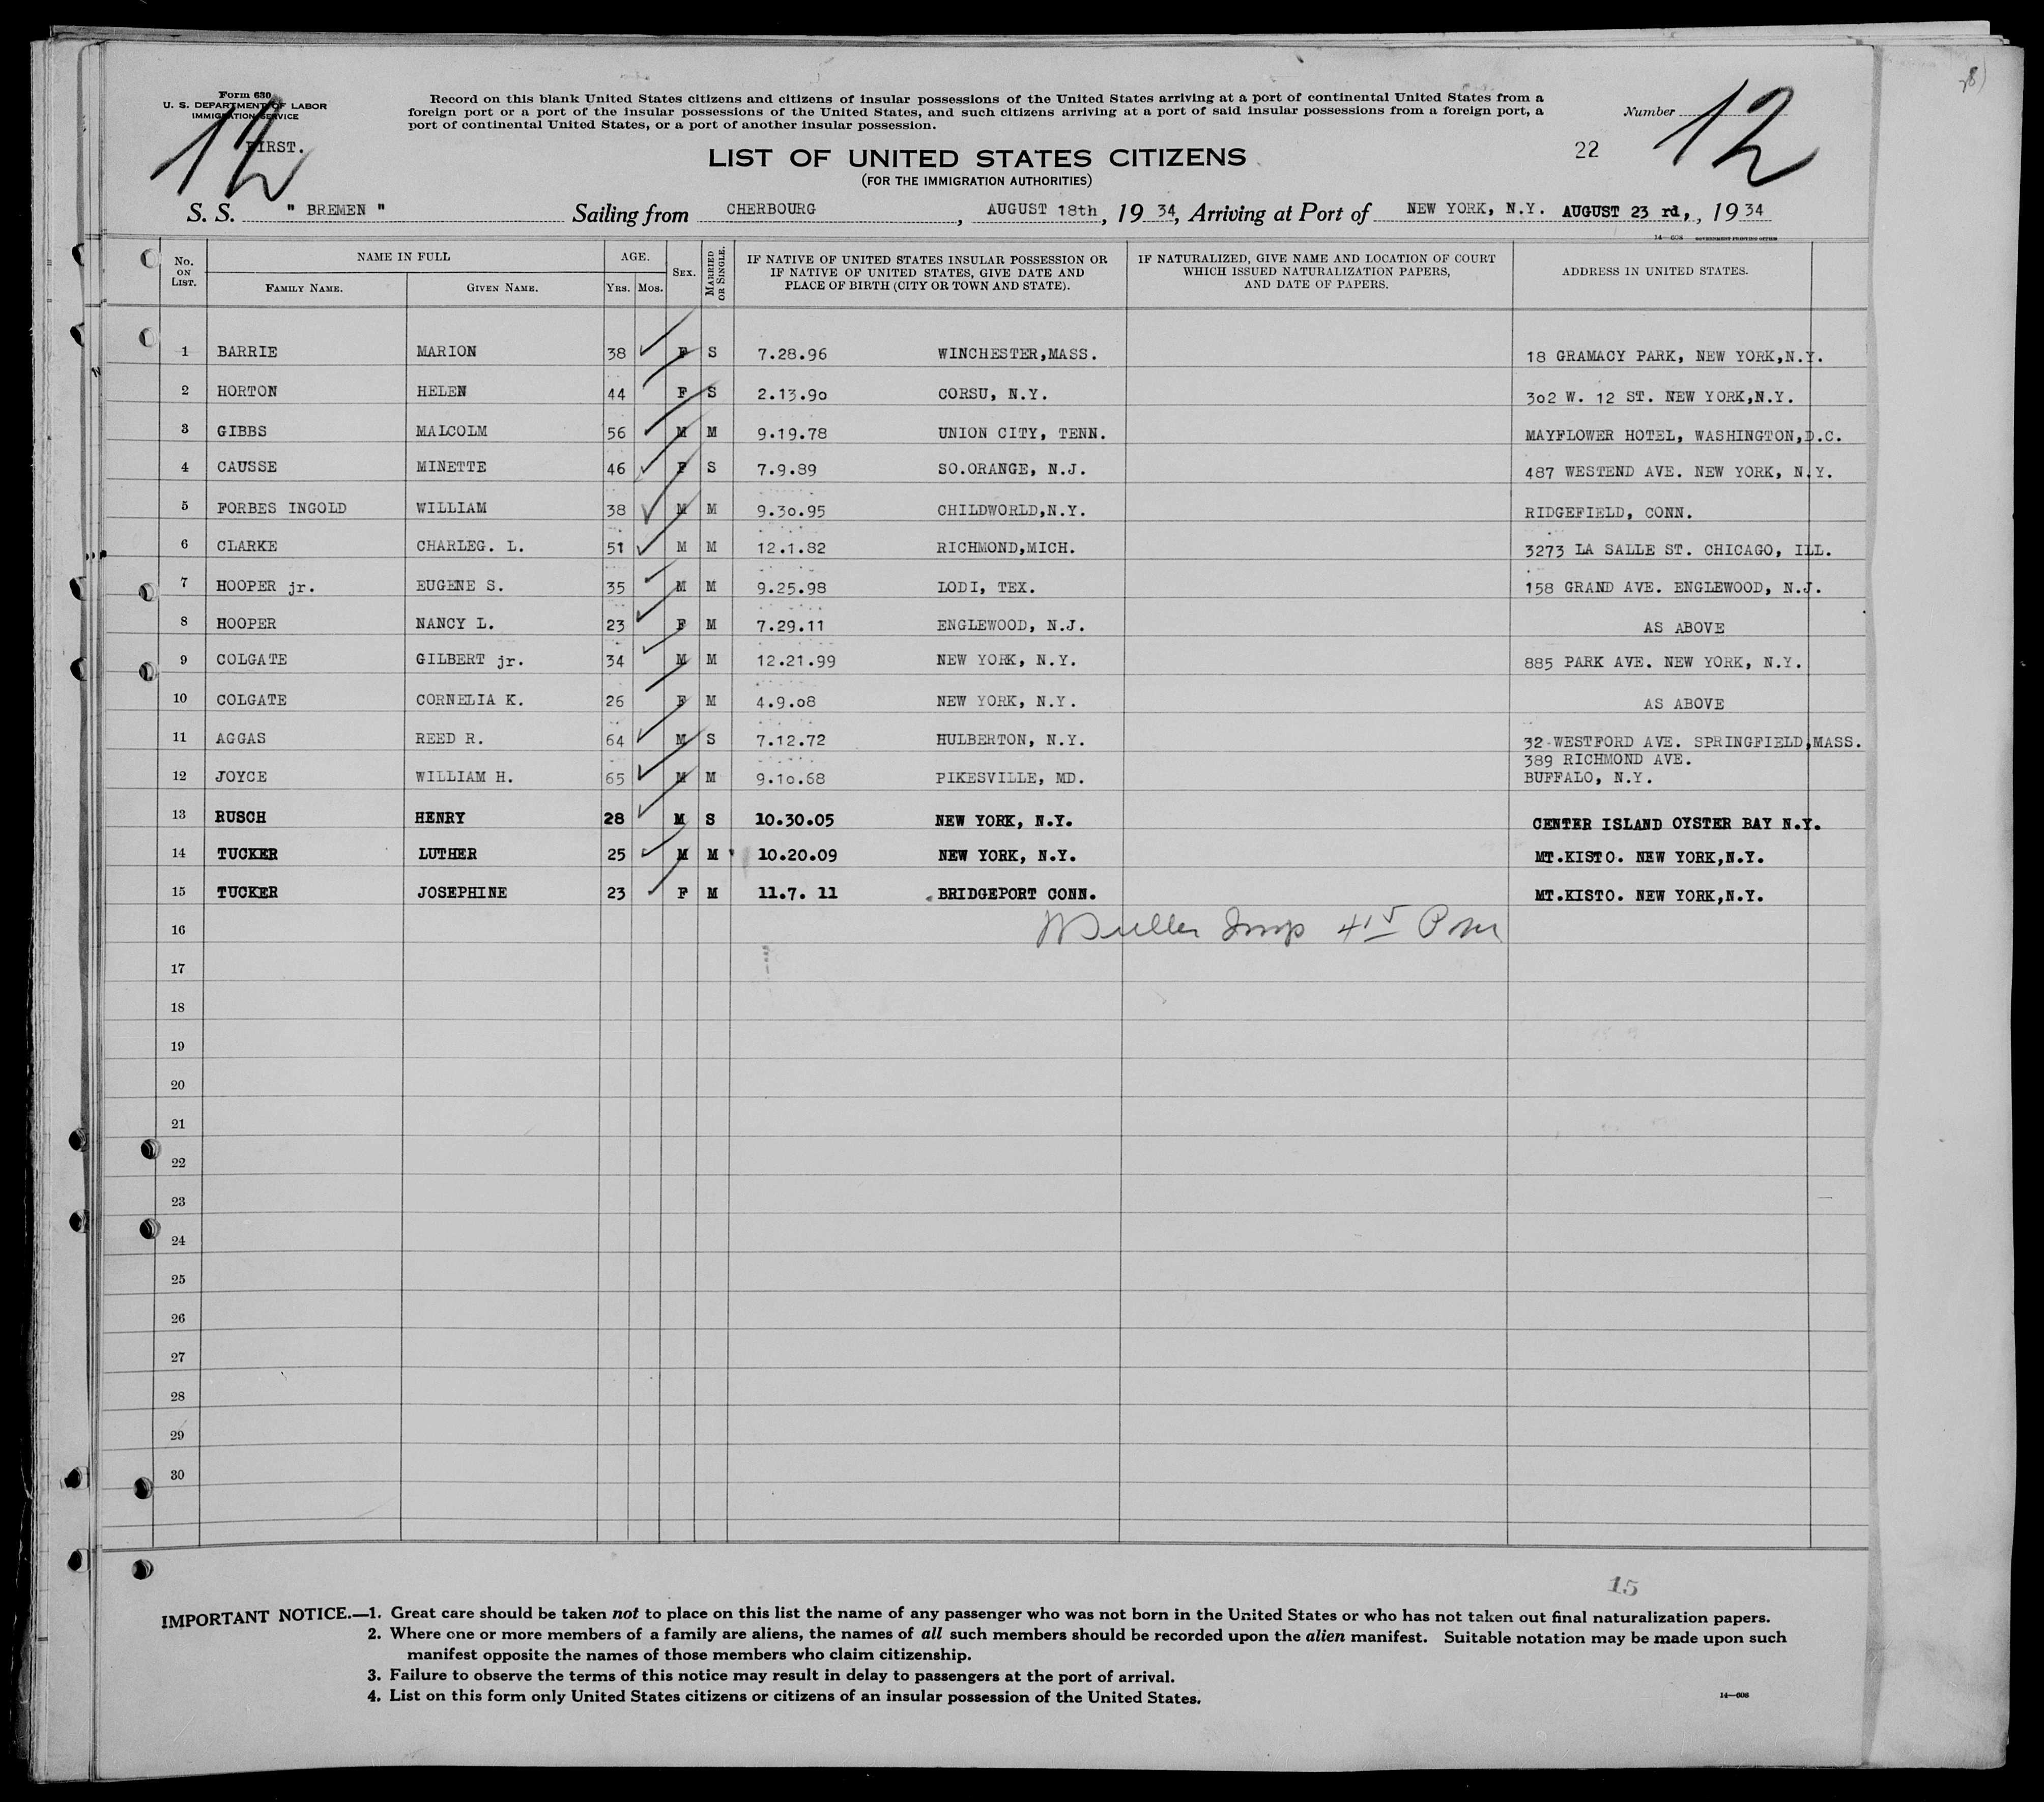 Form 630
U. S. DEPARTMENT OF LABOR
IMMIGRATION SERVICE
FIRST.
12
Record on this blank United States citizens and citizens of insular possessions of the United States arriving at a port of continental United States from a
foreign port or a port of the insular possessions of the United States, and such citizens arriving at a port of said insular possessions from a foreign port, a
port of continental United States, or a port of another insular possession.
Number 12
22
LIST OF UNITED STATES CITIZENS
(FOR THE IMMIGRATION AUTHORITIES)
S. S. " BREMEN " Sailing from CHERBOURG, AUGUST 18th, 19 34, Arriving at Port of NEW YORK, N.Y. AUGUST 23 rd,, 19 34
14—608 GOVERNMENT PRINTING OFFICE
No. ON LIST. NAME IN FULL FAMILY NAME. GIVEN NAME. AGE. YRS. MOS. SEX. MARRIED OR SINGLE. IF NATIVE OF UNITED STATES INSULAR POSSESSION OR IF NATIVE OF UNITED STATES, GIVE DATE AND PLACE OF BIRTH (CITY OR TOWN AND STATE). IF NATURALIZED, GIVE NAME AND LOCATION OF COURT WHICH ISSUED NATURALIZATION PAPERS, AND DATE OF PAPERS. ADDRESS IN UNITED STATES.
1 BARRIE MARION 38 F S 7.28.96 WINCHESTER,MASS. 18 GRAMACY PARK, NEW YORK,N.Y.
2 HORTON HELEN 44 F S 2.13.90 CORSU, N.Y. 302 W. 12 ST. NEW YORK,N.Y.
3 GIBBS MALCOLM 56 M M 9.19.78 UNION CITY, TENN. MAYFLOWER HOTEL, WASHINGTON,D.C.
4 CAUSSE MINETTE 46 F S 7.9.89 SO.ORANGE, N.J. 487 WESTEND AVE. NEW YORK, N.Y.
5 FORBES INGOLD WILLIAM 38 M M 9.30.95 CHILDWORLD,N.Y. RIDGEFIELD, CONN.
6 CLARKE CHARLEG. L. 51 M M 12.1.82 RICHMOND,MICH. 3273 LA SALLE ST. CHICAGO, ILL.
7 HOOPER jr. EUGENE S. 35 M M 9.25.98 LODI, TEX. 158 GRAND AVE. ENGLEWOOD, N.J.
8 HOOPER NANCY L. 23 F M 7.29.11 ENGLEWOOD, N.J. AS ABOVE
9 COLGATE GILBERT jr. 34 M M 12.21.99 NEW YORK, N.Y. 885 PARK AVE. NEW YORK, N.Y.
10 COLGATE CORNELIA K. 26 F M 4.9.08 NEW YORK, N.Y. AS ABOVE
11 AGGAS REED R. 64 M S 7.12.72 HULBERTON, N.Y. 32-WESTFORD AVE. SPRINGFIELD,MASS.
389 RICHMOND AVE.
12 JOYCE WILLIAM H. 65 M M 9.10.68 PIKESVILLE, MD. BUFFALO, N.Y.
13 RUSCH HENRY 28 M S 10.30.05 NEW YORK, N.Y. CENTER ISLAND OYSTER BAY N.Y.
14 TUCKER LUTHER 25 M M 10.20.09 NEW YORK, N.Y. MT.KISTO. NEW YORK,N.Y.
15 TUCKER JOSEPHINE 23 F M 11.7. 11 BRIDGEPORT CONN. MT.KISTO. NEW YORK,N.Y.
16
17
18
19
20
21
22
23
24
25
26
27
28
29
30
15
IMPORTANT NOTICE.—1. Great care should be taken not to place on this list the name of any passenger who was not born in the United States or who has not taken out final naturalization papers.
2. Where one or more members of a family are aliens, the names of all such members should be recorded upon the alien manifest. Suitable notation may be made upon such
manifest opposite the names of those members who claim citizenship.
3. Failure to observe the terms of this notice may result in delay to passengers at the port of arrival.
4. List on this form only United States citizens or citizens of an insular possession of the United States.
14—608